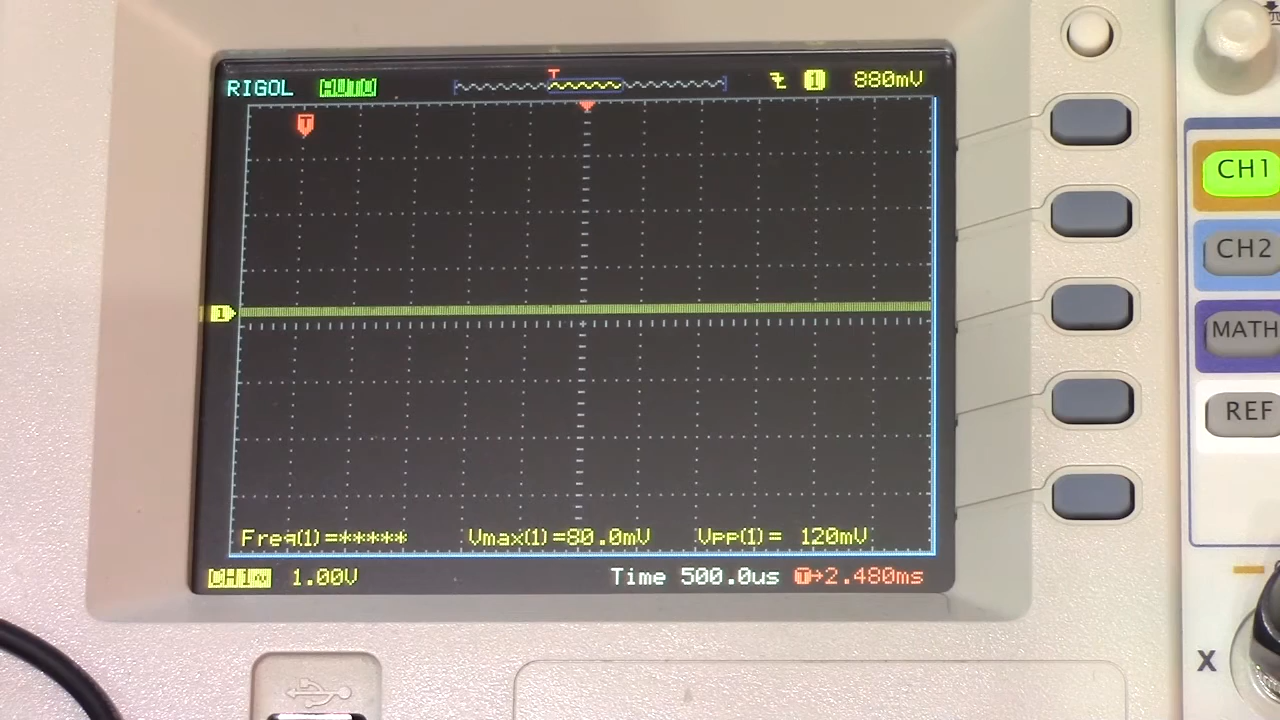 RIGOL AUTO T 1 880mV
T
1
Freq(1)=***** Vmax(1)=80.0mV Vpp(1)= 120mV
CH1~ 1.00V Time 500.0us T→2.480ms
CH1
CH2
MATH
REF
X